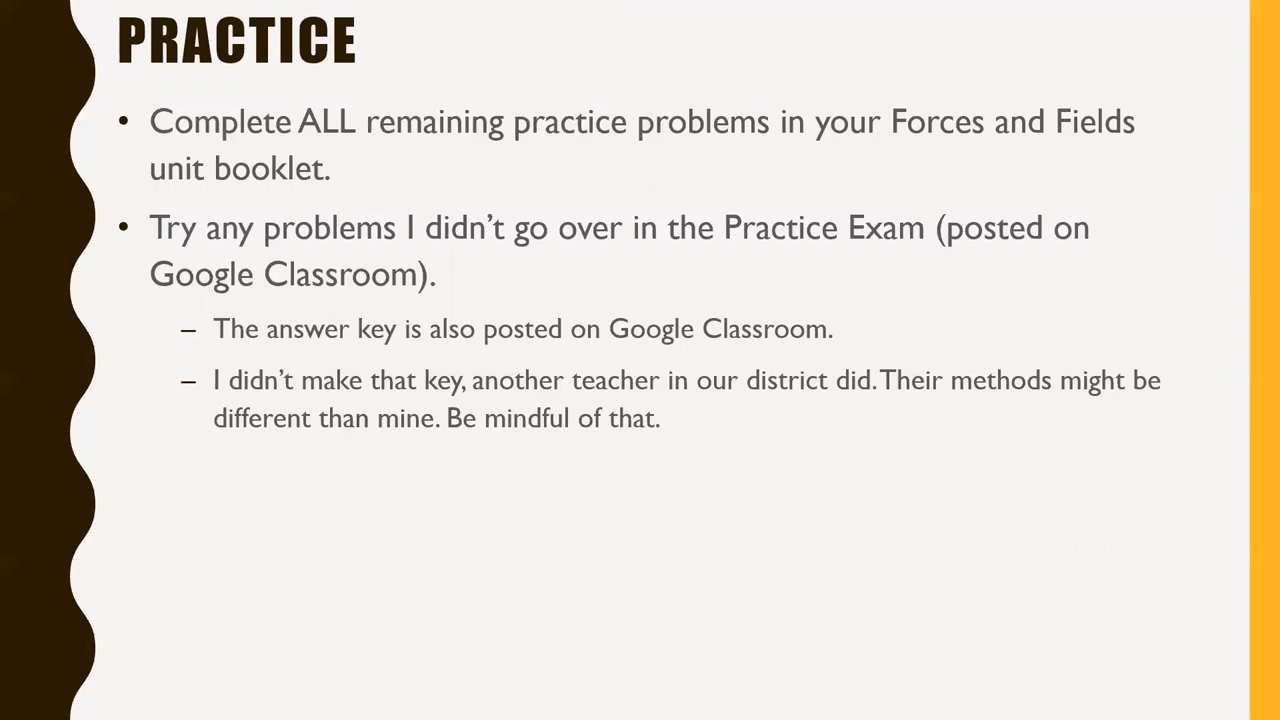 PRACTICE
• Complete ALL remaining practice problems in your Forces and Fields
unit booklet.
• Try any problems I didn't go over in the Practice Exam (posted on
Google Classroom).
– The answer key is also posted on Google Classroom.
– I didn't make that key, another teacher in our district did. Their methods might be
different than mine. Be mindful of that.